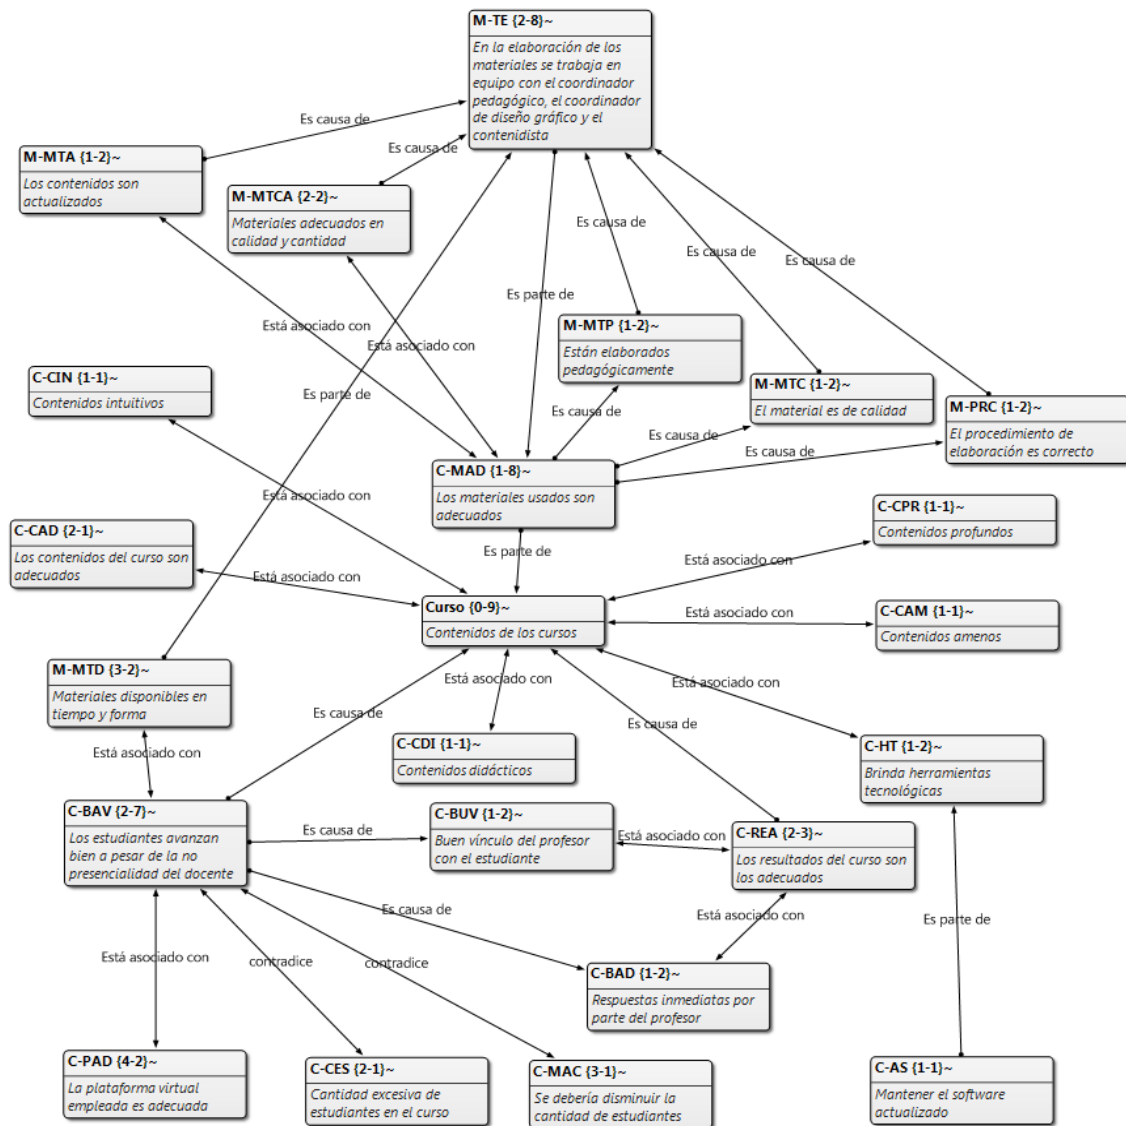 M-TE {2-8}~
En la elaboración de los
materiales se trabaja en
equipo con el coordinador
pedagógico, el coordinador
de diseño gráfico y el
contenidista
Es causa de
Es causa de
M-MTA {1-2}~
Los contenidos son
actualizados
M-MTCA {2-2}~
Materiales adecuados en
calidad y cantidad
Es causa de
Es causa de
Es causa de
Es parte de
Está asociado con
Está asociado con
M-MTP {1-2}~
Están elaborados
pedagógicamente
C-CIN {1-1}~
Contenidos intuitivos
Es parte de
M-MTC {1-2}~
El material es de calidad
M-PRC {1-2}~
El procedimiento de
elaboración es correcto
Es causa de
Es causa de
Es causa de
C-MAD {1-8}~
Los materiales usados son
adecuados
Está asociado con
C-CPR {1-1}~
Contenidos profundos
C-CAD {2-1}~
Los contenidos del curso son
adecuados
Es parte de
Está asociado con
Está asociado con
Curso {0-9}~
Contenidos de los cursos
Está asociado con
C-CAM {1-1}~
Contenidos amenos
M-MTD {3-2}~
Materiales disponibles en
tiempo y forma
Está asociado con
Está asociado con
Es causa de
Es causa de
Está asociado con
C-CDI {1-1}~
Contenidos didácticos
C-HT {1-2}~
Brinda herramientas
tecnológicas
C-BAV {2-7}~
Los estudiantes avanzan
bien a pesar de la no
presencialidad del docente
Es causa de
C-BUV {1-2}~
Buen vínculo del profesor
con el estudiante
Está asociado con
C-REA {2-3}~
Los resultados del curso son
los adecuados
Es causa de
Está asociado con
Es parte de
Está asociado con
contradice
contradice
C-BAD {1-2}~
Respuestas inmediatas por
parte del profesor
C-PAD {4-2}~
La plataforma virtual
empleada es adecuada
C-CES {2-1}~
Cantidad excesiva de
estudiantes en el curso
C-MAC {3-1}~
Se debería disminuir la
cantidad de estudiantes
C-AS {1-1}~
Mantener el software
actualizado